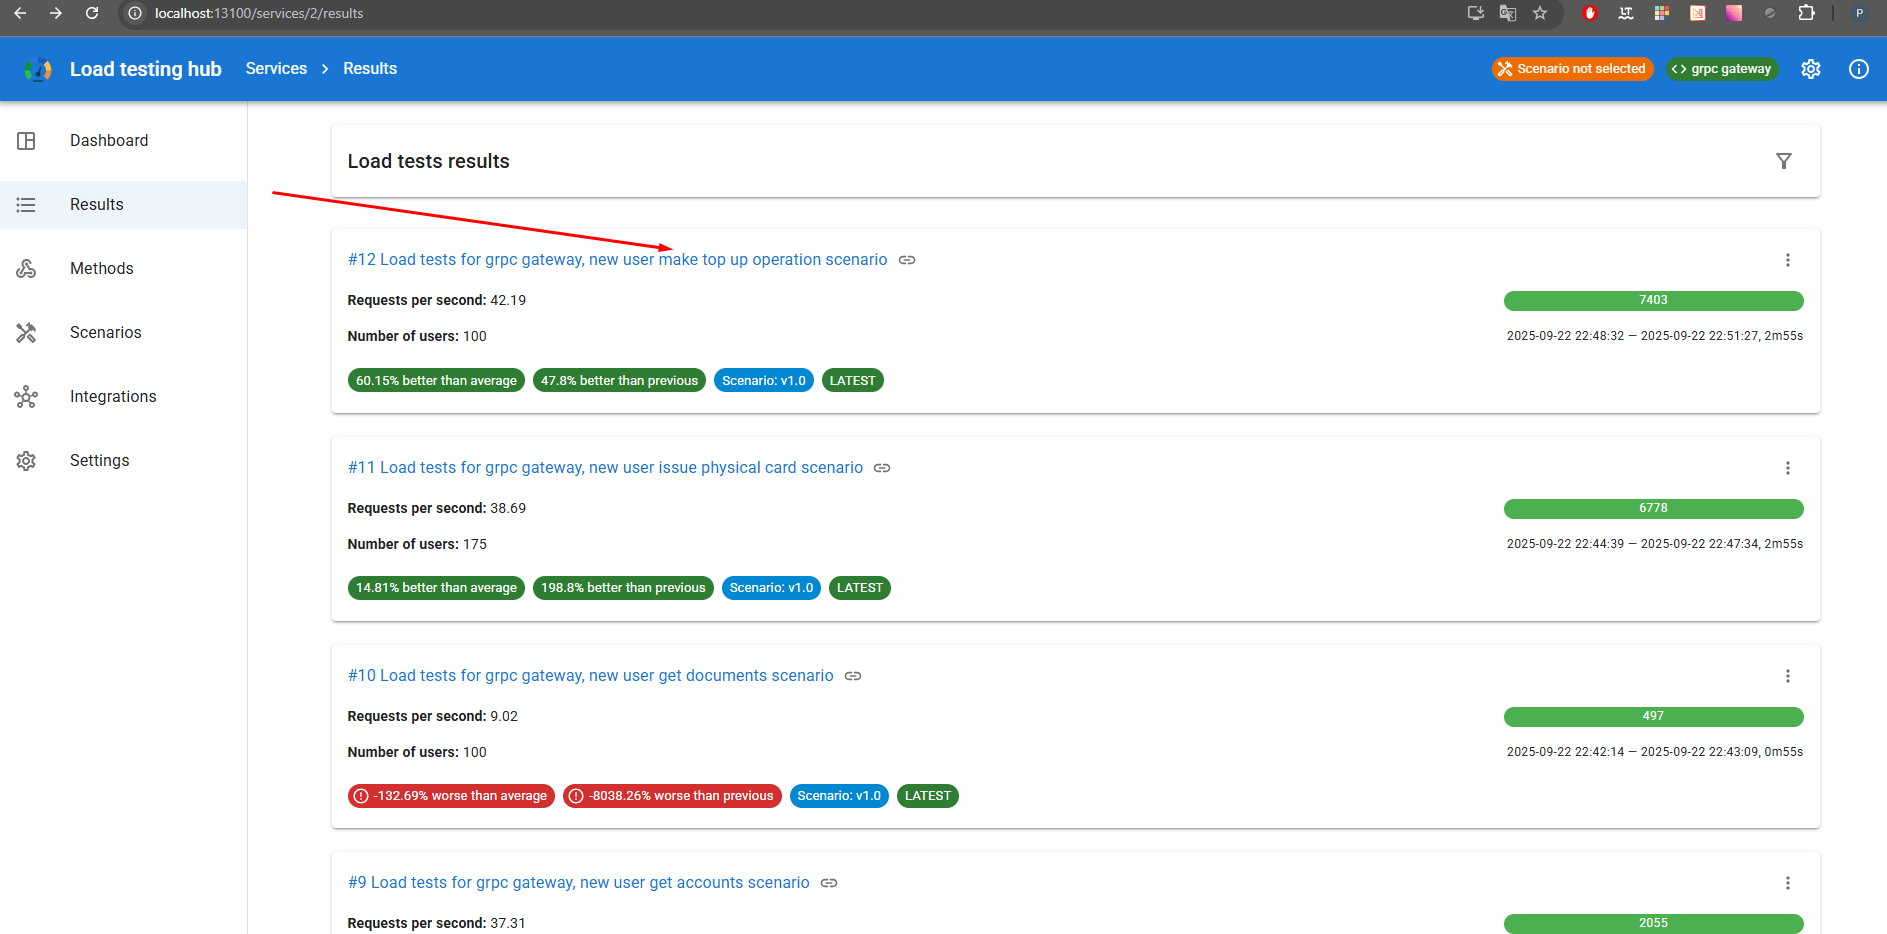 localhost:13100/services/2/results
P
Load testing hub Services Results
Scenario not selected
grpc gateway
Dashboard
Results
Methods
Scenarios
Integrations
Settings
Load tests results
#12 Load tests for grpc gateway, new user make top up operation scenario
Requests per second: 42.19
7403
Number of users: 100
2025-09-22 22:48:32 — 2025-09-22 22:51:27, 2m55s
60.15% better than average 47.8% better than previous Scenario: v1.0 LATEST
#11 Load tests for grpc gateway, new user issue physical card scenario
Requests per second: 38.69
6778
Number of users: 175
2025-09-22 22:44:39 — 2025-09-22 22:47:34, 2m55s
14.81% better than average 198.8% better than previous Scenario: v1.0 LATEST
#10 Load tests for grpc gateway, new user get documents scenario
Requests per second: 9.02
497
Number of users: 100
2025-09-22 22:42:14 — 2025-09-22 22:43:09, 0m55s
-132.69% worse than average -8038.26% worse than previous Scenario: v1.0 LATEST
#9 Load tests for grpc gateway, new user get accounts scenario
Requests per second: 37.31
2055